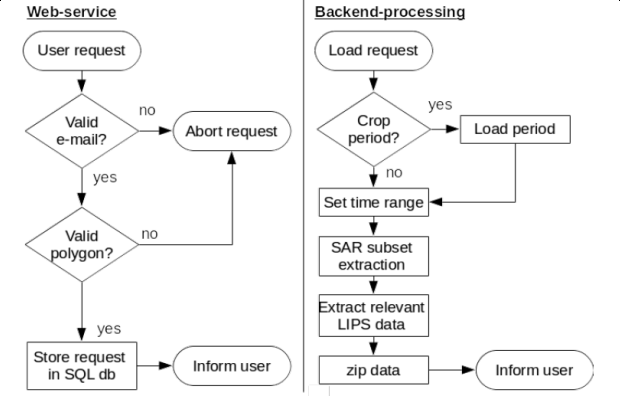 Web-service
User request
Valid
e-mail?
no
Abort request
yes
Valid
polygon?
no
yes
Store request
in SQL db
Inform user
Backend-processing
Load request
Crop
period?
yes
Load period
no
Set time range
SAR subset
extraction
Extract relevant
LIPS data
zip data
Inform user